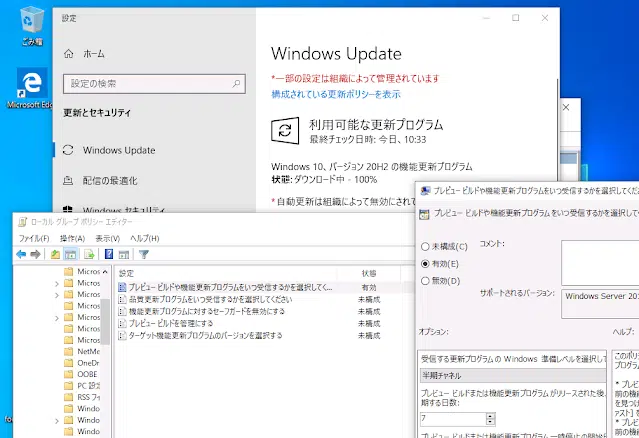 ごみ箱
Microsoft Edg
設定
ホーム
設定の検索
更新とセキュリティ
Windows Update
配信の最適化
Windows セキュリティ
Windows Update
*一部の設定は組織によって管理されています
構成されている更新ポリシーを表示
利用可能な更新プログラム
最終チェック日時: 今日、10:33
Windows 10、バージョン 20H2 の機能更新プログラム
状態: ダウンロード中 - 100%
*自動更新は組織によって無効にされて
ローカル グループ ポリシー エディター
ファイル(F) 操作(A) 表示(V) ヘルプ(H)
Micros
Micros
Micros
Micros
Micros
Micros
NetMe
OneDr
OOBE
PC 設定
RSS フィ
Windo
Windo
Windo
設定 状態
プレビュー ビルドや機能更新プログラムをいつ受信するかを選択してく... 有効
品質更新プログラムをいつ受信するかを選択してください 未構成
機能更新プログラムに対するセーフガードを無効にする 未構成
プレビュー ビルドを管理する 未構成
ターゲット機能更新プログラムのバージョンを選択する 未構成
プレビュー ビルドや機能更新プログラムをいつ受信するかを選択してくだ
プレビュー ビルドや機能更新プログラムをいつ受信するかを選択して
未構成(C) コメント:
有効(E)
無効(D)
サポートされるバージョン: Windows Server 20
オプション: ヘルプ:
受信する更新プログラムの Windows 準備レベルを選択して
半期チャネル
プレビュー ビルドまたは機能更新プログラムがリリースされた後、
期する日数:
7
このポリ
プログラム
* プレビ
前の機
を見つけ
ァスト] を
* プレビ
前の機能